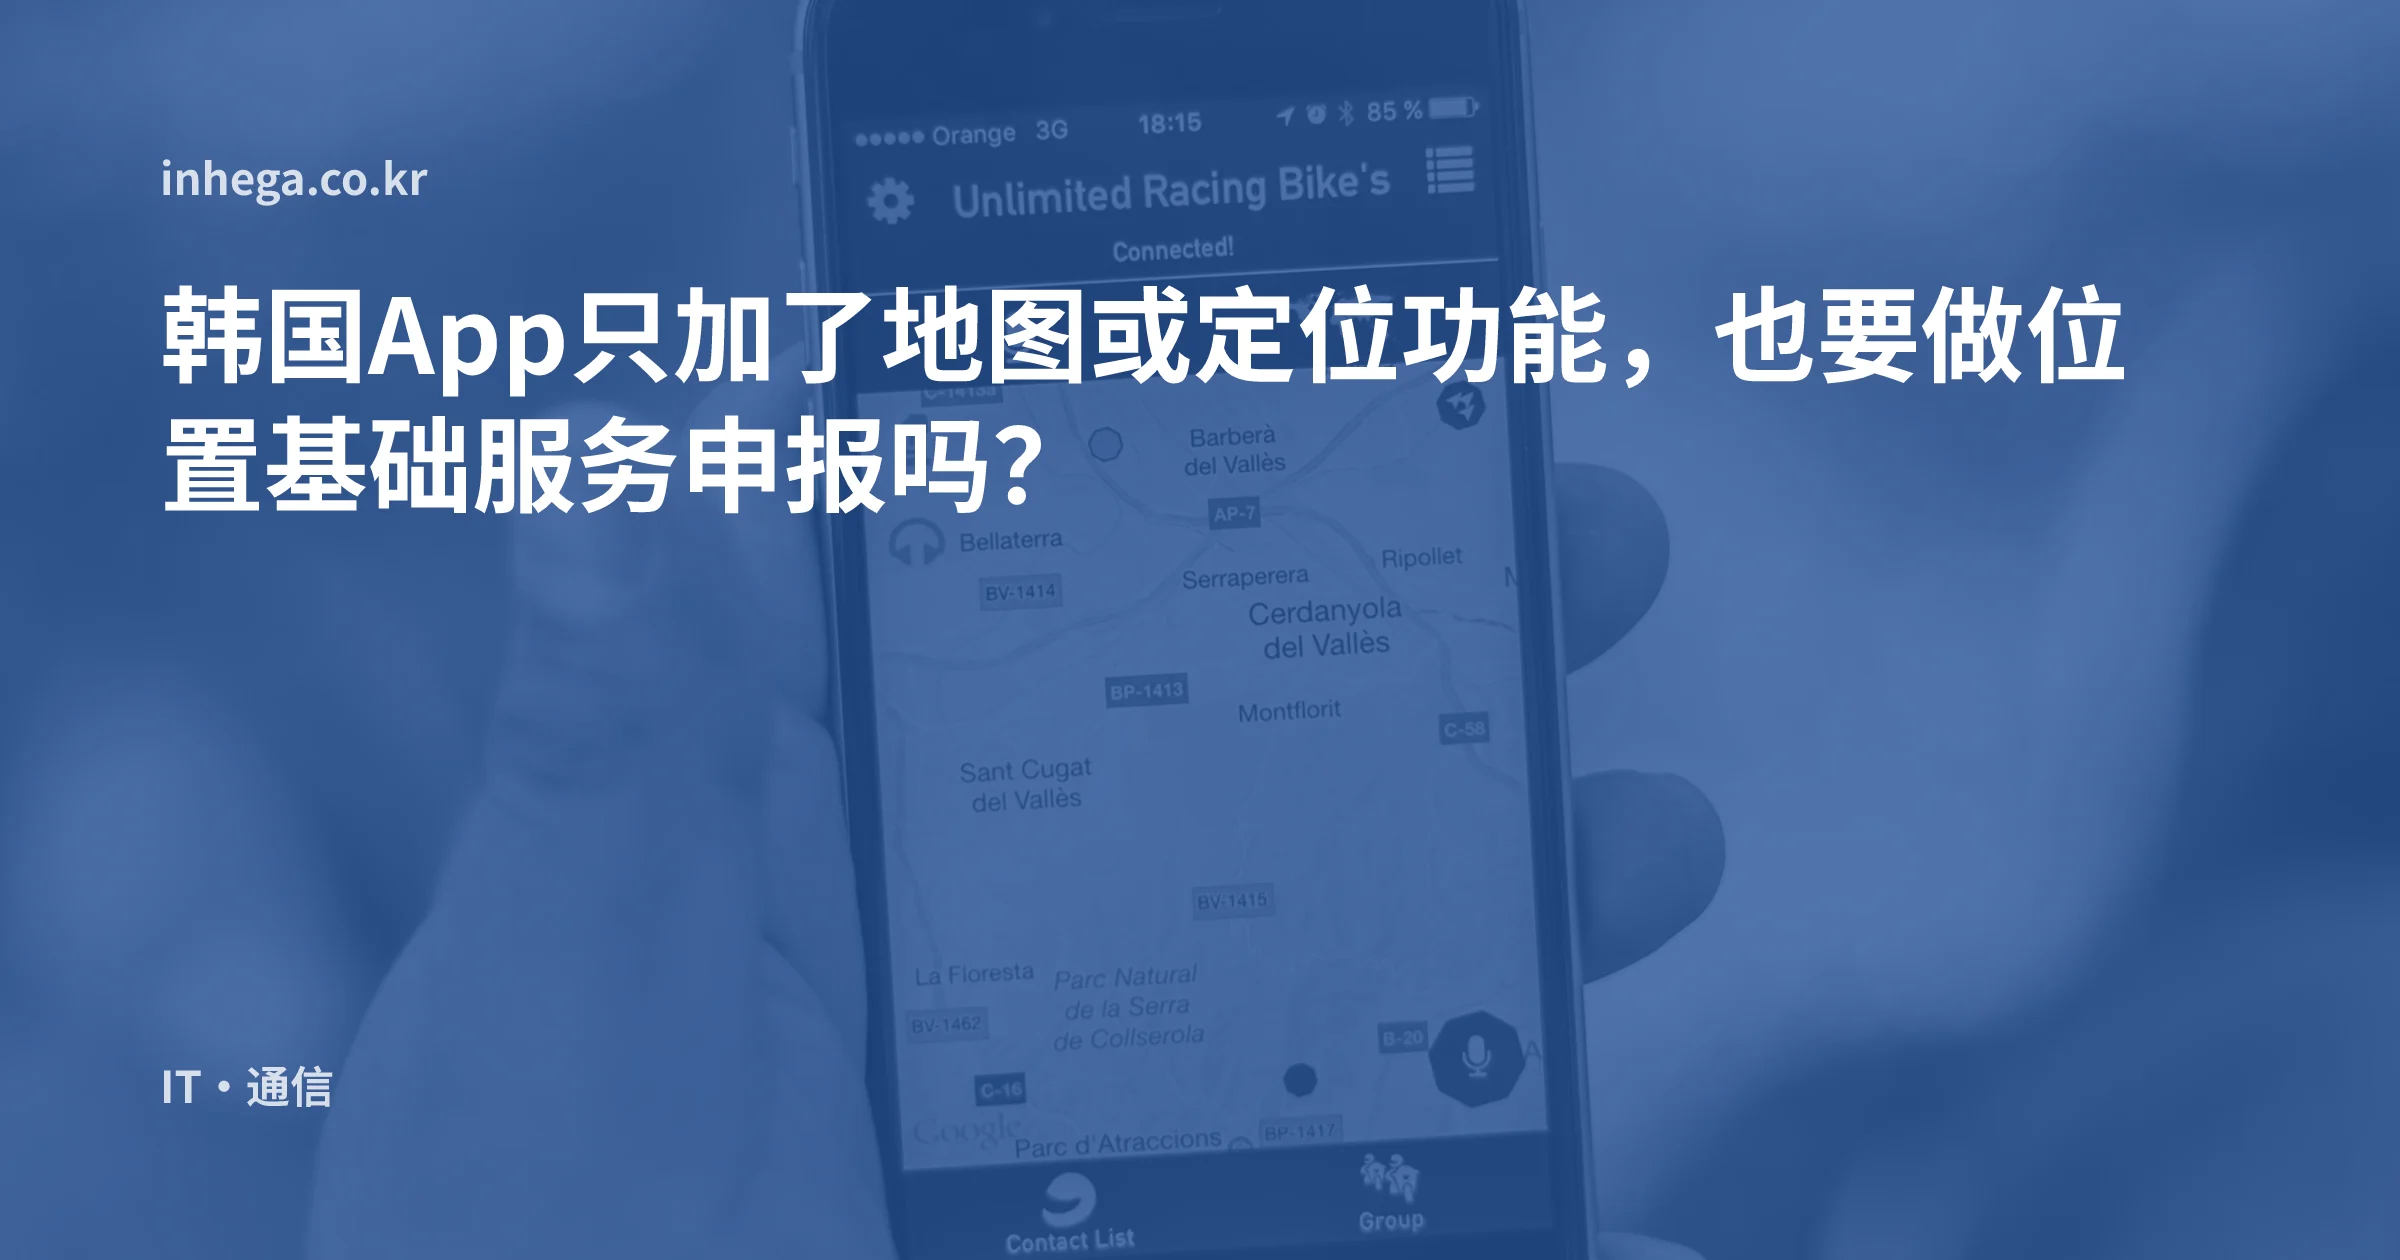 Orange 3G 18:15 85 %
inhega.co.kr
Unlimited Racing Bike's
Connected!
韩国App只加了地图或定位功能，也要做位
置基础服务申报吗？
Barberà
del Vallès
AP-7
Bellaterra
Ripollet
Serraperera
BV-1414
Cerdanyola
del Vallès
BP-1413
Montflorit
C-58
Sant Cugat
del Vallès
BV-1415
La Floresta
Parc Natural
de la Serra
de Collserola
BV-1462
B-20
IT·通信
C-16
Google
Parc d'Atraccions
BP-1417
Contact List
Group